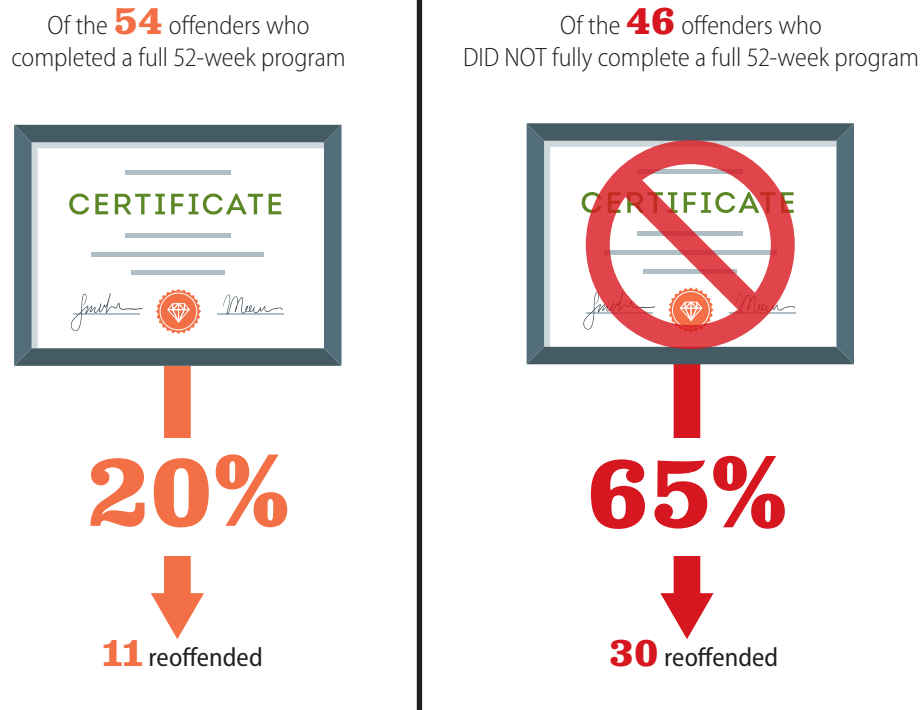 Of the 54 offenders who
completed a full 52-week program
CERTIFICATE
20%
11 reoffended
Of the 46 offenders who
DID NOT fully complete a full 52-week program
CERTIFICATE
65%
30 reoffended